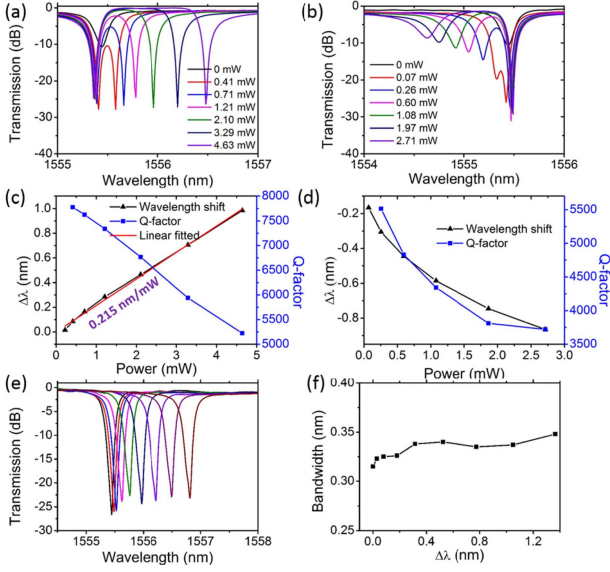 (a)
Transmission (dB)
0
-10
-20
-30
-40
0 mW
0.41 mW
0.71 mW
1.21 mW
2.10 mW
3.29 mW
4.63 mW
1555
1556
1557
Wavelength (nm)
(b)
Transmission (dB)
0
-10
-20
-30
-40
0 mW
0.07 mW
0.26 mW
0.60 mW
1.08 mW
1.97 mW
2.71 mW
1554
1555
1556
Wavelength (nm)
(c)
Δλ (nm)
1.0
0.8
0.6
0.4
0.2
0.0
Wavelength shift
Q-factor
Linear fitted
0.215 nm/mW
8000
7500
7000
6500
6000
5500
5000
Q-factor
0
1
2
3
4
5
Power (mW)
(d)
Δλ (nm)
-0.2
-0.4
-0.6
-0.8
Wavelength shift
Q-factor
5500
5000
4500
4000
3500
Q-factor
0.0
0.5
1.0
1.5
2.0
2.5
3.0
Power (mW)
(e)
Transmission (dB)
0
-5
-10
-15
-20
-25
-30
1555
1556
1557
1558
Wavelength (nm)
(f)
Bandwidth (nm)
0.40
0.35
0.30
0.25
0.0
0.4
0.8
1.2
Δλ (nm)